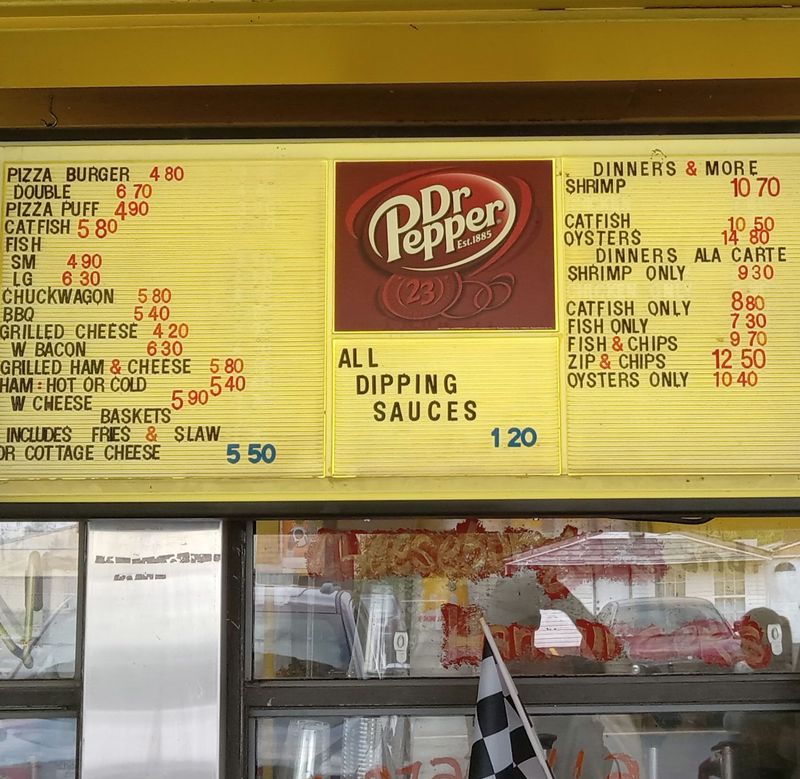 PIZZA BURGER 4 80
DOUBLE 6 70
PIZZA PUFF 4 90
CATFISH 5 80
FISH
SM 4 90
LG 6 30
CHUCKWAGON 5 80
BBQ 5 40
GRILLED CHEESE 4 20
W BACON 6 30
GRILLED HAM & CHEESE 5 80
HAM: HOT OR COLD 5 40
W CHEESE 5 90
BASKETS
INCLUDES FRIES & SLAW
OR COTTAGE CHEESE 5 50
Dr
Pepper
Est.1885
23
ALL
DIPPING
SAUCES
1 20
DINNERS & MORE
SHRIMP 10 70
CATFISH 10 50
OYSTERS 14 80
DINNERS ALA CARTE
SHRIMP ONLY 9 30
CATFISH ONLY 8 80
FISH ONLY 7 30
FISH & CHIPS 9 70
ZIP & CHIPS 12 50
OYSTERS ONLY 10 40